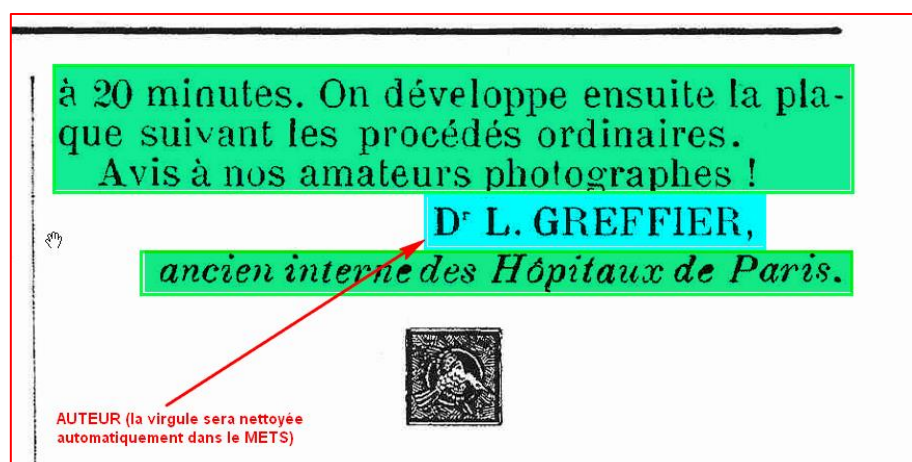 à 20 minutes. On développe ensuite la pla-
que suivant les procédés ordinaires.
Avis à nos amateurs photographes !
Dʳ L. GREFFIER,
ancien interne des Hôpitaux de Paris.
AUTEUR (la virgule sera nettoyée
automatiquement dans le METS)